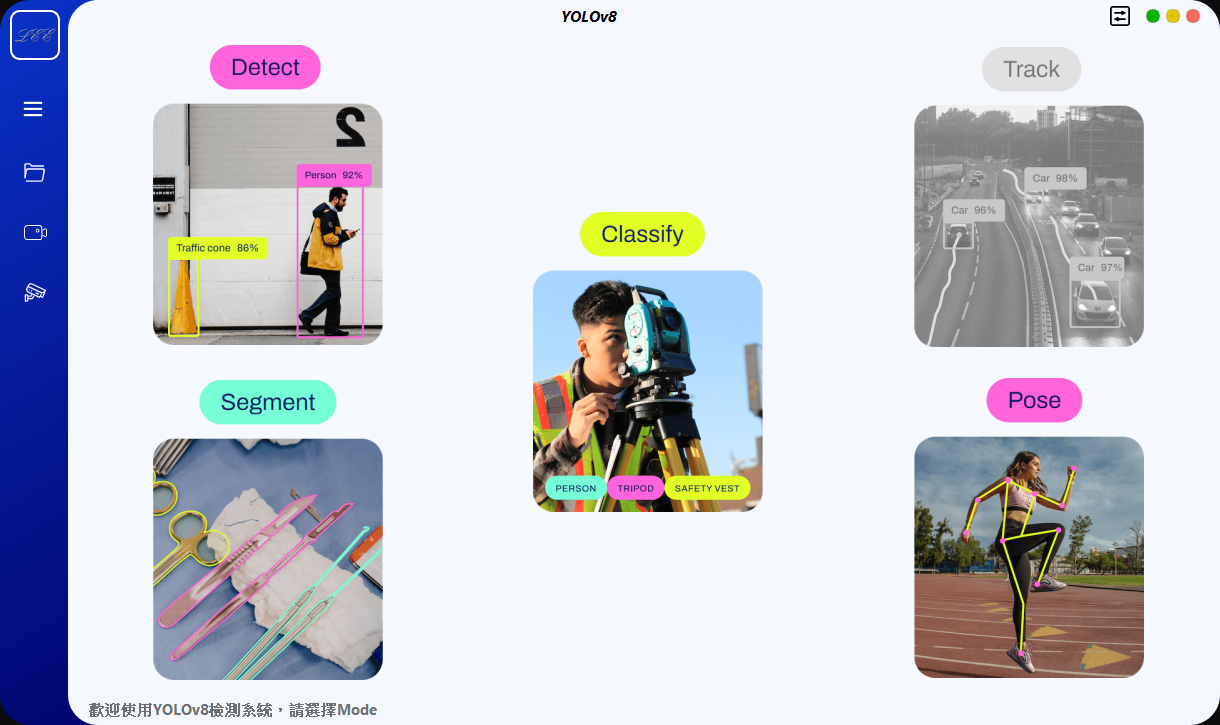 YOLOv8
LEE
Detect
2
Person 92%
Traffic cone 86%
Track
Car 98%
Car 96%
Car 97%
Classify
PERSON
TRIPOD
SAFETY VEST
Segment
Pose
歡迎使用YOLOv8檢測系統，請選擇Mode